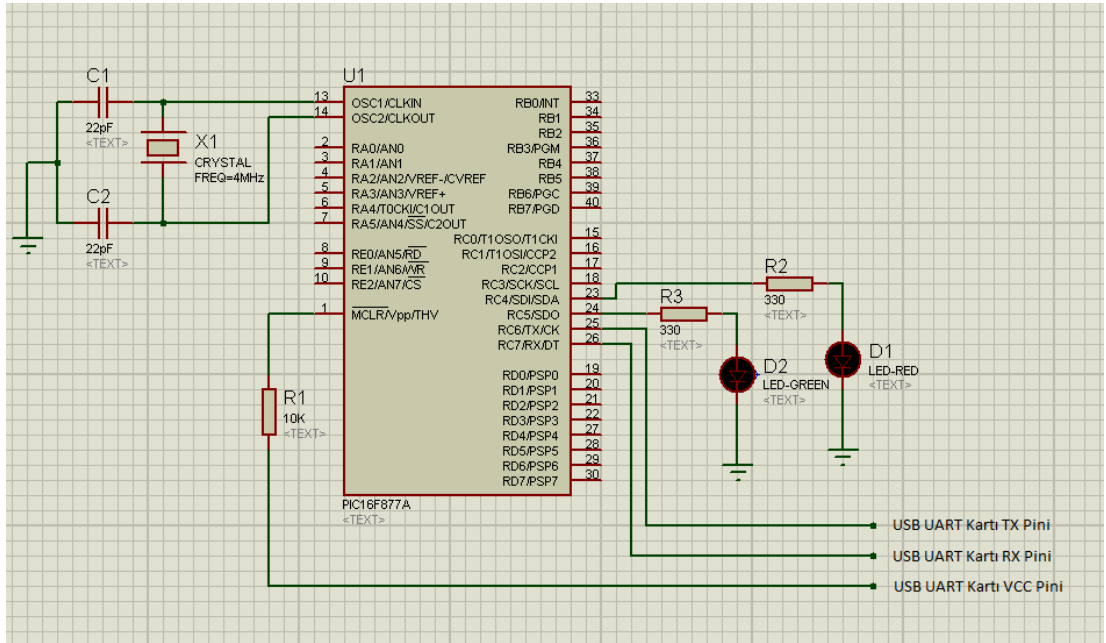 C1
22pF
<TEXT>
X1
CRYSTAL
FREQ=4MHz
<TEXT>
C2
22pF
<TEXT>
U1
13 OSC1/CLKIN
14 OSC2/CLKOUT
2 RA0/AN0
3 RA1/AN1
4 RA2/AN2/VREF-/CVREF
5 RA3/AN3/VREF+
6 RA4/T0CKI/C1OUT
7 RA5/AN4/SS/C2OUT
8 RE0/AN5/RD
9 RE1/AN6/WR
10 RE2/AN7/CS
1 MCLR/Vpp/THV
RB0/INT 33
RB1 34
RB2 35
RB3/PGM 36
RB4 37
RB5 38
RB6/PGC 39
RB7/PGD 40
RC0/T1OSO/T1CKI 15
RC1/T1OSI/CCP2 16
RC2/CCP1 17
RC3/SCK/SCL 18
RC4/SDI/SDA 23
RC5/SDO 24
RC6/TX/CK 25
RC7/RX/DT 26
RD0/PSP0 19
RD1/PSP1 20
RD2/PSP2 21
RD3/PSP3 22
RD4/PSP4 27
RD5/PSP5 28
RD6/PSP6 29
RD7/PSP7 30
PIC16F877A
<TEXT>
R1
10K
<TEXT>
R2
330
<TEXT>
R3
330
<TEXT>
D1
LED-RED
<TEXT>
D2
LED-GREEN
<TEXT>
USB UART Kartı TX Pini
USB UART Kartı RX Pini
USB UART Kartı VCC Pini